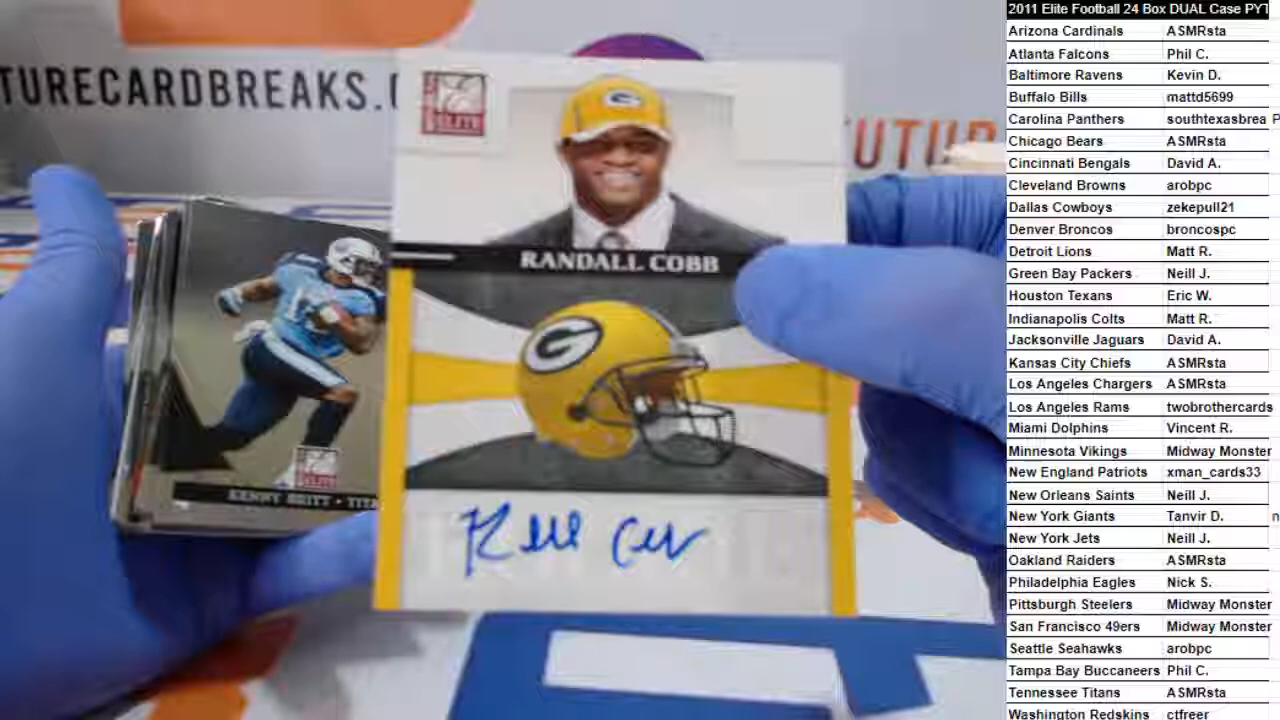 TURECARDBREAKS.C
FUTUR
ELITE
RANDALL COBB
G
G
ELITE
KENNY BRITT • TITA
2011 Elite Football 24 Box DUAL Case PYT
Arizona Cardinals ASMRsta
Atlanta Falcons Phil C.
Baltimore Ravens Kevin D.
Buffalo Bills mattd5699
Carolina Panthers southtexasbrea P
Chicago Bears ASMRsta
Cincinnati Bengals David A.
Cleveland Browns arobpc
Dallas Cowboys zekepull21
Denver Broncos broncospc
Detroit Lions Matt R.
Green Bay Packers Neill J.
Houston Texans Eric W.
Indianapolis Colts Matt R.
Jacksonville Jaguars David A.
Kansas City Chiefs ASMRsta
Los Angeles Chargers ASMRsta
Los Angeles Rams twobrothercards
Miami Dolphins Vincent R.
Minnesota Vikings Midway Monster
New England Patriots xman_cards33
New Orleans Saints Neill J.
New York Giants Tanvir D. n
New York Jets Neill J.
Oakland Raiders ASMRsta
Philadelphia Eagles Nick S.
Pittsburgh Steelers Midway Monster
San Francisco 49ers Midway Monster
Seattle Seahawks arobpc
Tampa Bay Buccaneers Phil C.
Tennessee Titans ASMRsta
Washington Redskins ctfreer